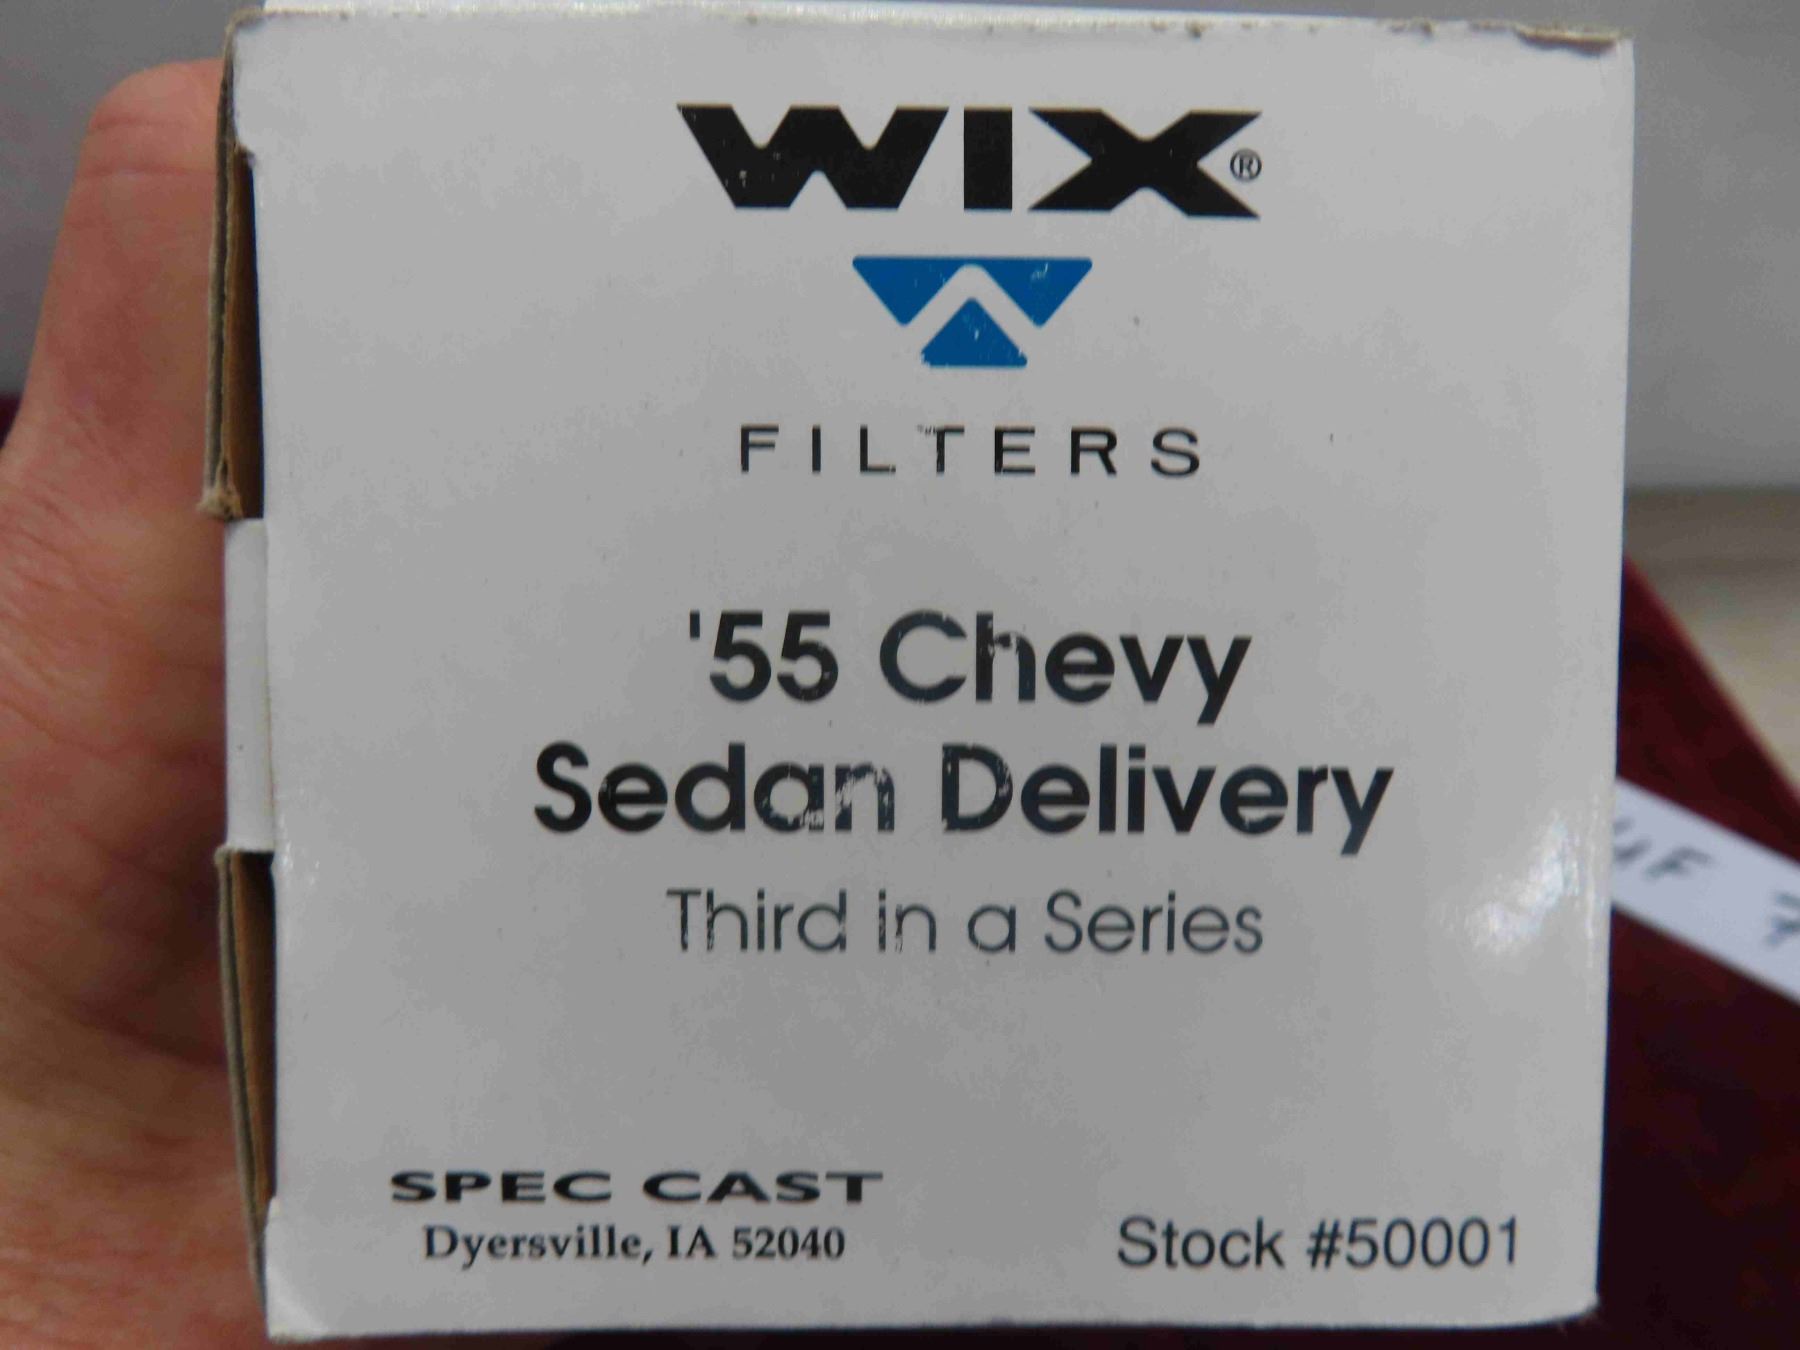 WIX®
FILTERS
'55 Chevy
Sedan Delivery
Third in a Series
SPEC CAST
Dyersville, IA 52040
Stock #50001